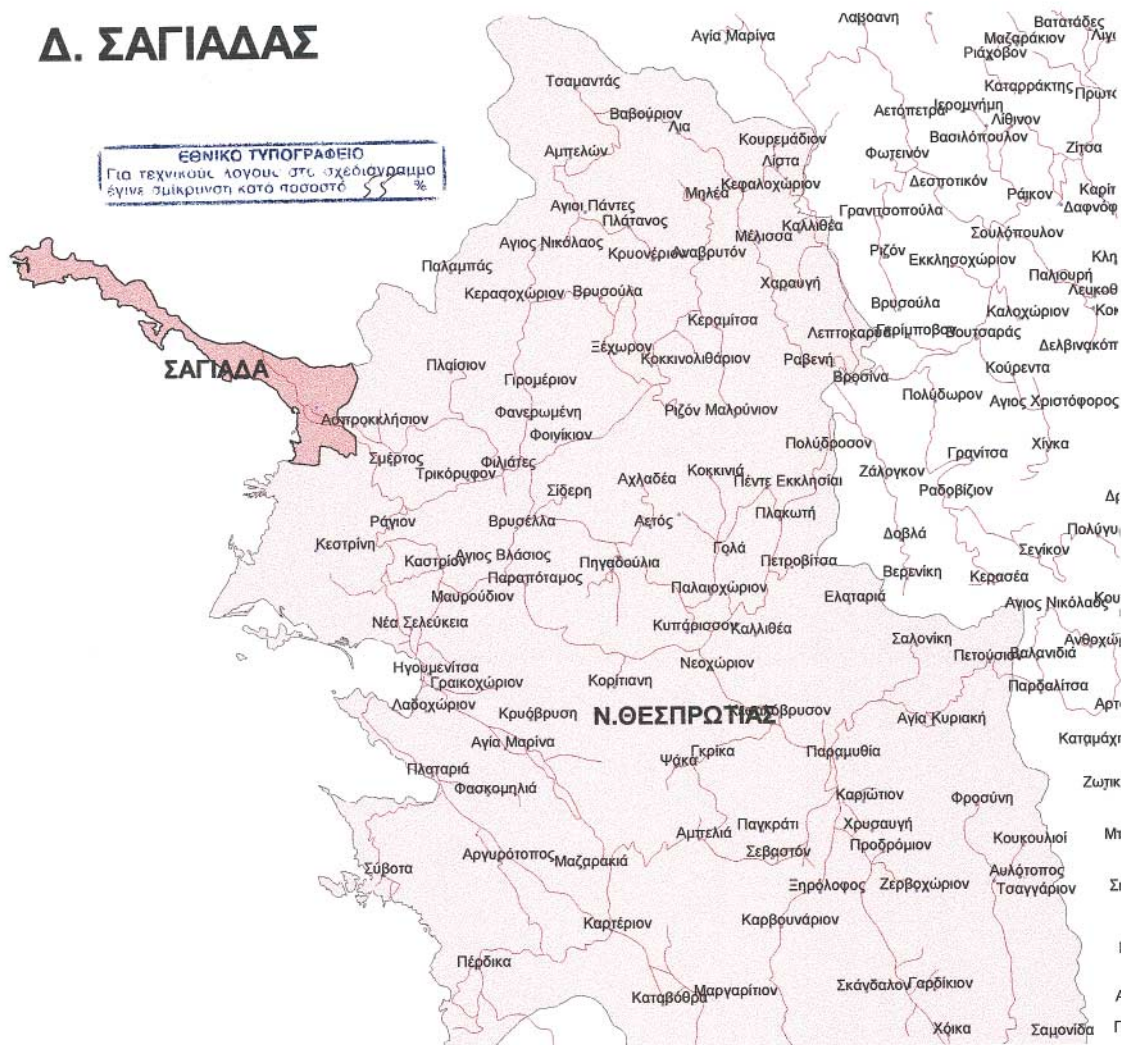 Δ. ΣΑΓΙΑΔΑΣ
ΕΘΝΙΚΟ ΤΥΠΟΓΡΑΦΕΙΟ
Για τεχνικούς λόγους στο σχεδιάγραμμα
έγινε σμίκρυνση κατά ποσοστό 55 %
Λαβδανη
Αγία Μαρίνα
Βατατάδες
Μαζαράκιον
Ριάχοβον
Τσαμαντάς
Καταρράκτης
Βαβούριον
Λια
Αετόπετρα
Ιερομνήμη
Λίθινον
Κουρεμάδιον
Βασιλόπουλον
Ζίτσα
Αμπελών
Λίστα
Φωτεινόν
Μηλέα
Κεφαλοχώριον
Δεσποτικόν
Ράικον
Αγιοι Πάντες
Πλάτανος
Γρανιτσοπούλα
Καλλιθέα
Μέλισσα
Σουλόπουλον
Αγιος Νικόλαος
Κρυονέριον
Αναβρυτόν
Ριζόν
Εκκλησοχώριον
Παλαμπάς
Χαραυγή
Παλιουρή
Κερασοχώριον
Βρυσούλα
Βρυσούλα
Κεραμίτσα
Καλοχώριον
Λεπτοκαρυά
Βουτσαράς
Ξέχωρον
Κοκκινολιθάριον
Ραβενή
ΣΑΓΙΑΔΑ
Πλαίσιον
Κούρεντα
Γιρομέριον
Βροσίνα
Πολύδωρον
Αγιος Χριστόφορος
Ασπροκκλήσιον
Φανερωμένη
Ριζόν
Μαλρύνιον
Φοινίκιον
Πολύδροσον
Γρανίτσα
Χίνκα
Σμέρτος
Τρικόρυφον
Φιλιάτες
Αχλαδέα
Κοκκινιά
Πέντε Εκκλησίαι
Ζάλογκον
Ραδοβίζιον
Σίδερη
Ράγιον
Βρυσέλλα
Αετός
Πλακωτή
Δοβλά
Κεστρίνη
Γολά
Σενίκον
Καστρίον
Αγιος Βλάσιος
Πηγαδούλια
Πετροβίτσα
Παραπόταμος
Βερενίκη
Κερασέα
Μαυρούδιον
Παλαιοχώριον
Ελαταριά
Αγιος Νικόλαος
Νέα Σελεύκεια
Κυπάρισσον
Καλλιθέα
Σαλονίκη
Πετούσιον
Βαλανιδιά
Ηγουμενίτσα
Νεοχώριον
Γραικοχώριον
Κορίτιανη
Παρδαλίτσα
Λαδοχώριον
Κρυόβρυση
Ν.ΘΕΣΠΡΩΤΙΑΣ
Κεφαλόβρυσον
Αγία Κυριακή
Αγία Μαρίνα
Γκρίκα
Παραμυθία
Ψάκα
Πλαταριά
Φασκομηλιά
Καριώτιον
Φροσύνη
Αμπελιά
Παγκράτι
Χρυσαυγή
Κουκουλιοί
Προδρόμιον
Σεβαστόν
Αργυρότοπος
Μαζαρακιά
Σύβοτα
Αυλότοπος
Ξηρόλοφος
Ζερβοχώριον
Τσαγγάριον
Καρτέριον
Καρβουνάριον
Πέρδικα
Καταβόθρα
Μαργαρίτιον
Σκάνδαλον
Γαρδίκιον
Χόικα
Σαμονίδα